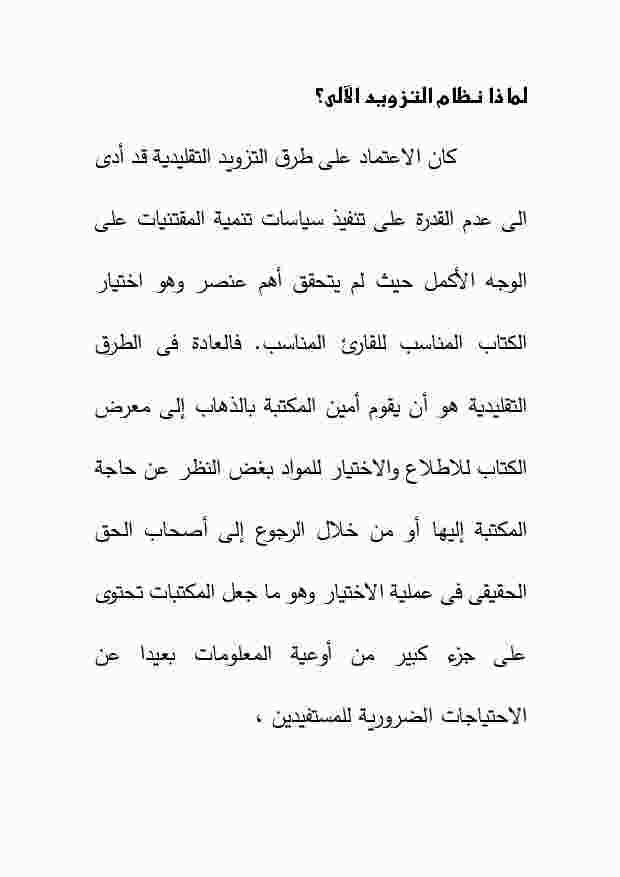 لماذا نظام التزويد الآلى؟
كان الاعتماد على طرق التزويد التقليدية قد أدى
الى عدم القدرة على تنفيذ سياسات تنمية المقتنيات على
الوجه الأكمل حيث لم يتحقق أهم عنصر وهو اختيار
الكتاب المناسب للقارئ المناسب. فالعادة فى الطرق
التقليدية هو أن يقوم أمين المكتبة بالذهاب إلى معرض
الكتاب للاطلاع والاختيار للمواد بغض النظر عن حاجة
المكتبة إليها أو من خلال الرجوع إلى أصحاب الحق
الحقيقى فى عملية الاختيار وهو ما جعل المكتبات تحتوى
على جزء كبير من أوعية المعلومات بعيدا عن
الاحتياجات الضرورية للمستفيدين ،